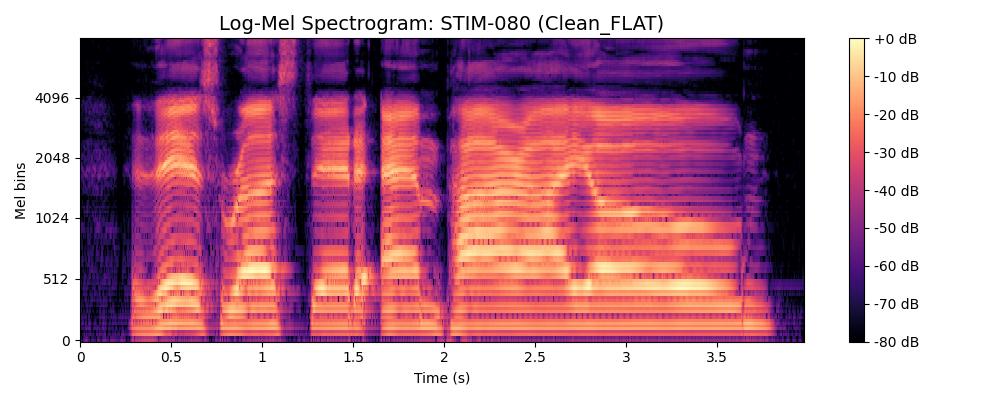 Log-Mel Spectrogram: STIM-080 (Clean_FLAT)
Mel bins
4096
2048
1024
512
0
0
0.5
1
1.5
2
2.5
3
3.5
Time (s)
+0 dB
-10 dB
-20 dB
-30 dB
-40 dB
-50 dB
-60 dB
-70 dB
-80 dB